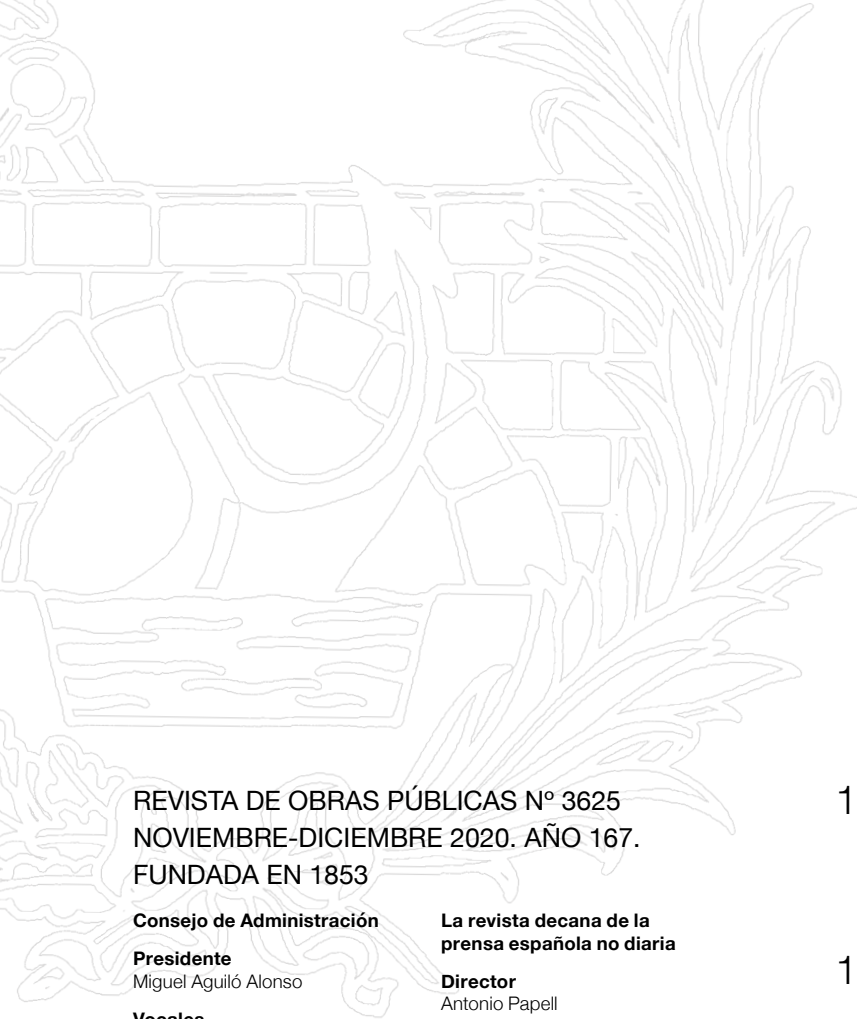 REVISTA DE OBRAS PÚBLICAS Nº 3625
NOVIEMBRE-DICIEMBRE 2020. AÑO 167.
FUNDADA EN 1853
Consejo de Administración
Presidente
Miguel Aguiló Alonso
Vocales
La revista decana de la
prensa española no diaria
Director
Antonio Papell
1
1